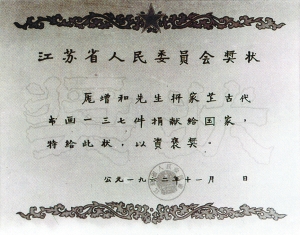 江苏省人民委員会奬状
厐增和先生将家藏古代
书画一三七件捐献给国家，
特给此状，以资褒奖。
公元一九六二年十一月　日